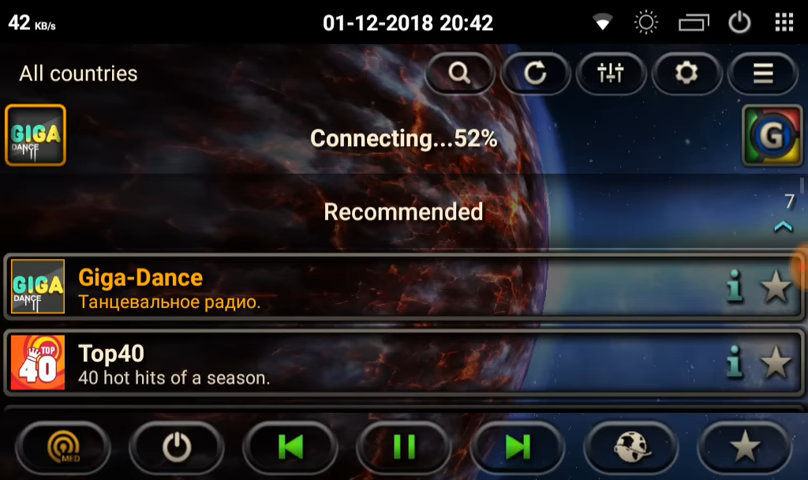 42 KB/s
01-12-2018 20:42
All countries
GIGA
DANCE
Connecting...52%
G
Recommended
7
GIGA
DANCE
Giga-Dance
Танцевальное радио.
i
TOP
40
Top40
40 hot hits of a season.
i
MED